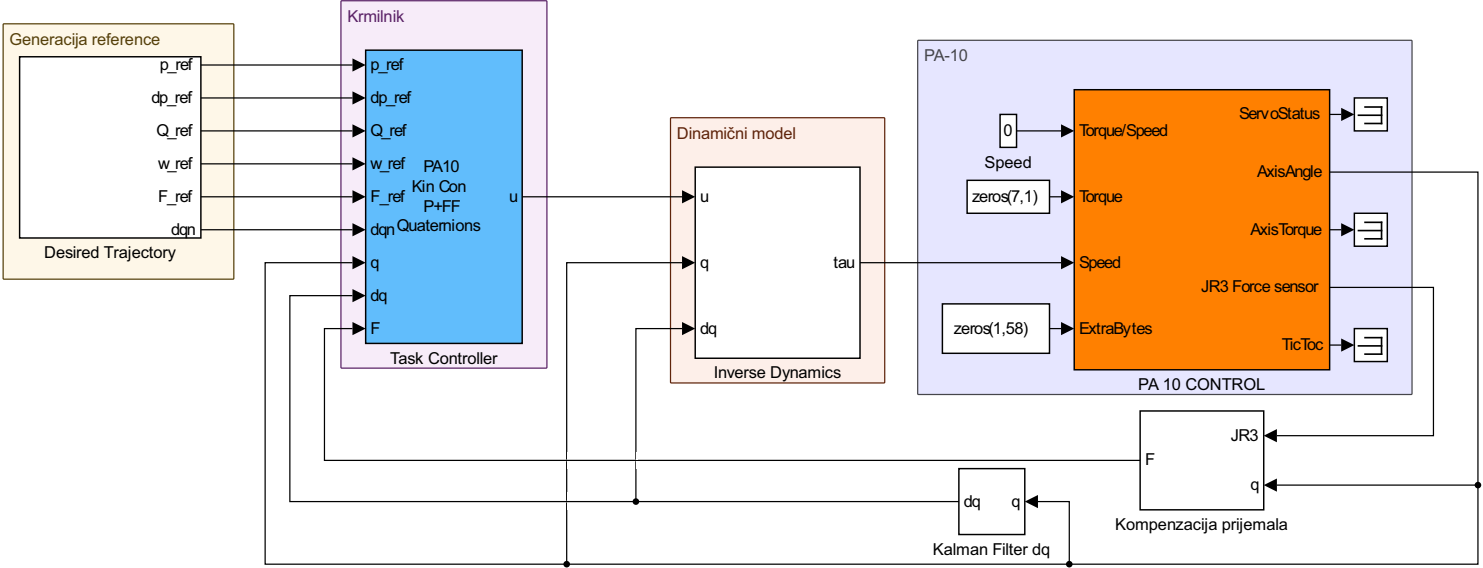 Generacija reference
p_ref
dp_ref
Q_ref
w_ref
F_ref
dqn
Desired Trajectory
Krmilnik
p_ref
dp_ref
Q_ref
w_ref
F_ref
dqn
q
dq
F
PA10
Kin Con
P+FF
Quaternions
u
Task Controller
Dinamični model
u
q
dq
tau
Inverse Dynamics
PA-10
0
Speed
zeros(7,1)
zeros(1,58)
Torque/Speed
Torque
Speed
ExtraBytes
ServoStatus
AxisAngle
AxisTorque
JR3 Force sensor
TicToc
PA 10 CONTROL
JR3
F
q
Kompenzacija prijemala
dq
q
Kalman Filter dq